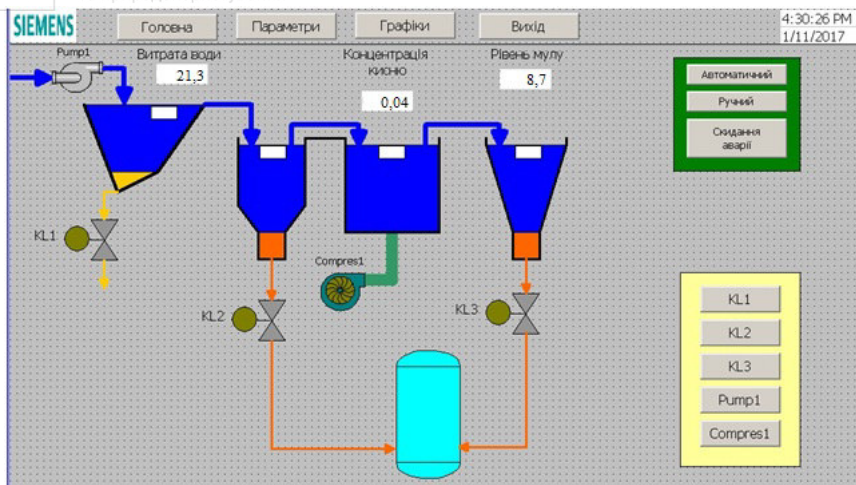 SIEMENS
Головна
Параметри
Графіки
Вихід
4:30:26 PM
1/11/2017
Pump1
Витрата води
21,3
Концентрація
кисню
0,04
Рівень мулу
8,7
Автоматичний
Ручний
Скидання
аварії
KL1
Compres1
KL2
KL3
KL1
KL2
KL3
Pump1
Compres1